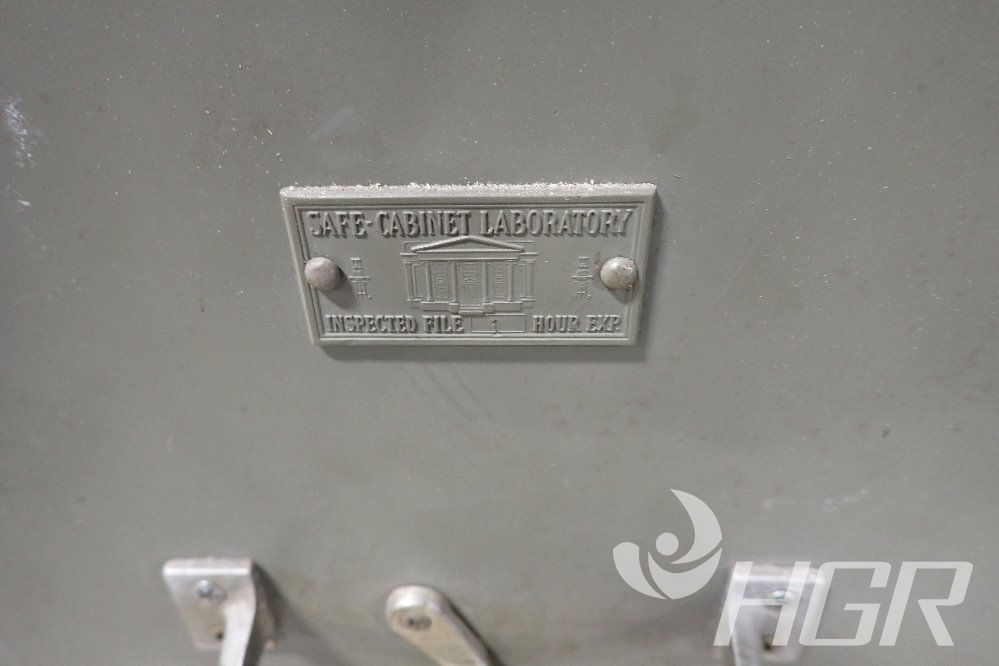 SAFE-CABINET LABORATORY
INSPECTED FILE 1 HOUR EXP.
HGR